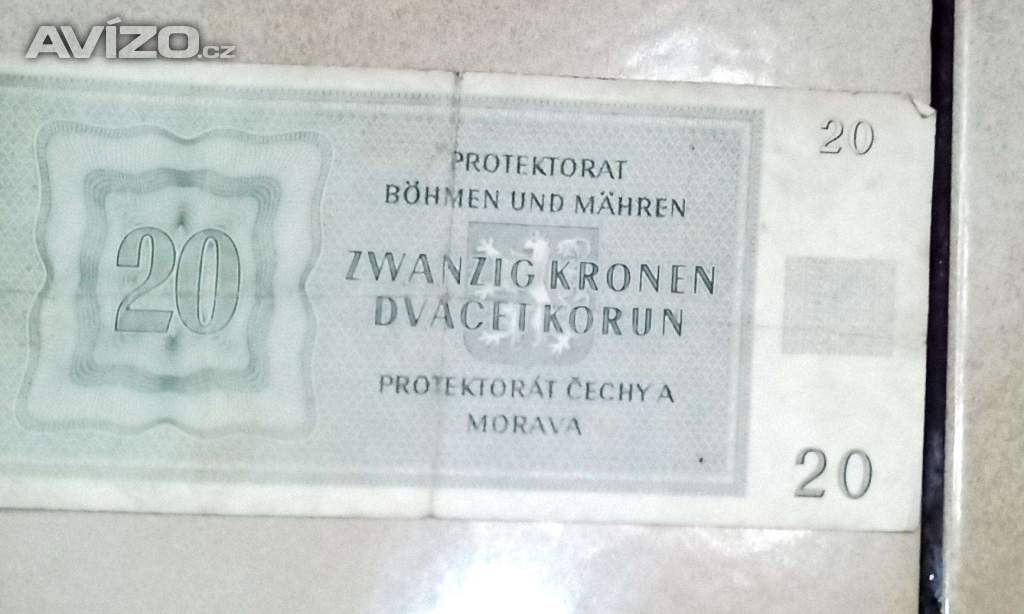 AVÍZO.cz
20
PROTEKTORAT
BÖHMEN UND MÄHREN
20
ZWANZIG KRONEN
DVACET KORUN
PROTEKTORÁT ČECHY A
MORAVA
20